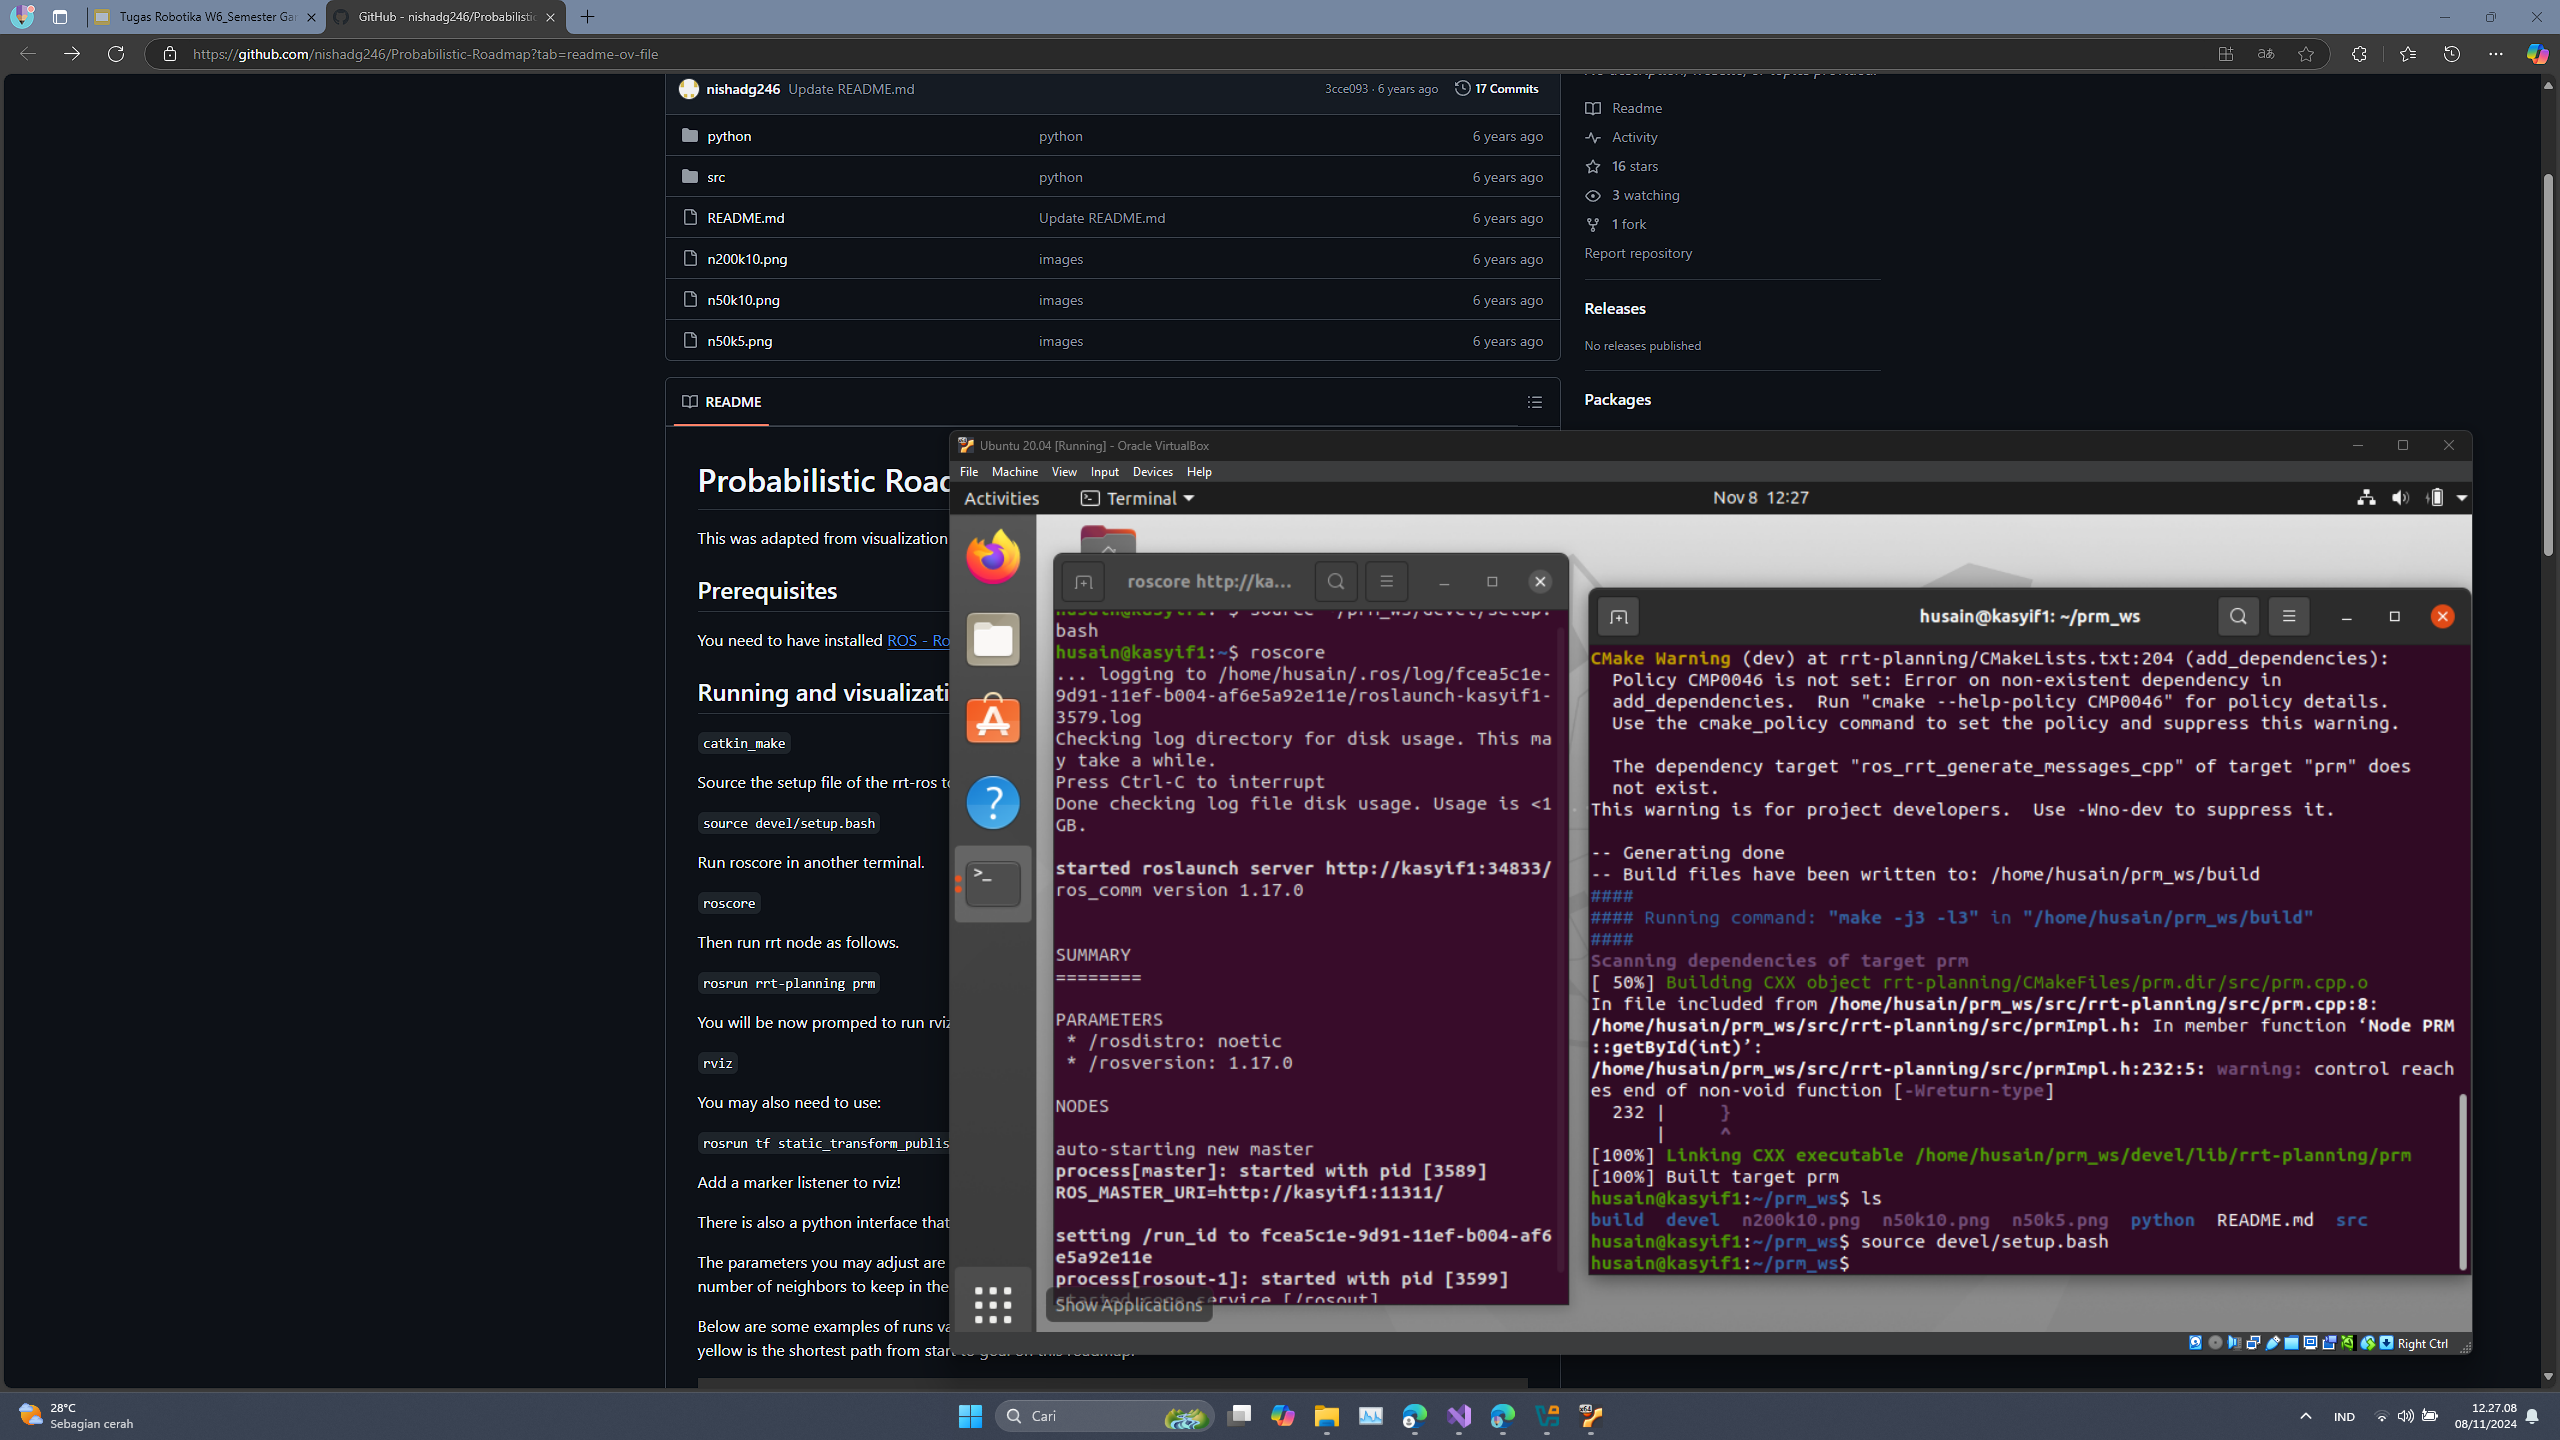 Tugas Robotika W6_Semester Ga
GitHub - nishadg246/Probabilistic
https://github.com/nishadg246/Probabilistic-Roadmap?tab=readme-ov-file
nishadg246 Update README.md 3cce093 · 6 years ago 17 Commits
python python 6 years ago
src python 6 years ago
README.md Update README.md 6 years ago
n200k10.png images 6 years ago
n50k10.png images 6 years ago
n50k5.png images 6 years ago
Readme
Activity
16 stars
3 watching
1 fork
Report repository
Releases
No releases published
Packages
README
Probabilistic Road
This was adapted from visualization
Prerequisites
You need to have installed ROS - Ro
Running and visualizati
catkin_make
Source the setup file of the rrt-ros to
source devel/setup.bash
Run roscore in another terminal.
roscore
Then run rrt node as follows.
rosrun rrt-planning prm
You will be now promped to run rviz
rviz
You may also need to use:
rosrun tf static_transform_publis
Add a marker listener to rviz!
There is also a python interface that
The parameters you may adjust are
number of neighbors to keep in the
Below are some examples of runs va
yellow is the shortest path from start to goal on this roadmap.
Ubuntu 20.04 [Running] - Oracle VirtualBox
File Machine View Input Devices Help
Activities Terminal Nov 8 12:27
roscore http://ka...
husain@kasyif1:~$ source ~/prm_ws/devel/setup.
bash
husain@kasyif1:~$ roscore
... logging to /home/husain/.ros/log/fcea5c1e-
9d91-11ef-b004-af6e5a92e11e/roslaunch-kasyif1-
3579.log
Checking log directory for disk usage. This ma
y take a while.
Press Ctrl-C to interrupt
Done checking log file disk usage. Usage is <1
GB.
started roslaunch server http://kasyif1:34833/
ros_comm version 1.17.0
SUMMARY
========
PARAMETERS
* /rosdistro: noetic
* /rosversion: 1.17.0
NODES
auto-starting new master
process[master]: started with pid [3589]
ROS_MASTER_URI=http://kasyif1:11311/
setting /run_id to fcea5c1e-9d91-11ef-b004-af6
e5a92e11e
process[rosout-1]: started with pid [3599]
started core service [/rosout]
Show Applications
husain@kasyif1: ~/prm_ws
CMake Warning (dev) at rrt-planning/CMakeLists.txt:204 (add_dependencies):
Policy CMP0046 is not set: Error on non-existent dependency in
add_dependencies. Run "cmake --help-policy CMP0046" for policy details.
Use the cmake_policy command to set the policy and suppress this warning.
The dependency target "ros_rrt_generate_messages_cpp" of target "prm" does
not exist.
This warning is for project developers. Use -Wno-dev to suppress it.
-- Generating done
-- Build files have been written to: /home/husain/prm_ws/build
####
#### Running command: "make -j3 -l3" in "/home/husain/prm_ws/build"
####
Scanning dependencies of target prm
[ 50%] Building CXX object rrt-planning/CMakeFiles/prm.dir/src/prm.cpp.o
In file included from /home/husain/prm_ws/src/rrt-planning/src/prm.cpp:8:
/home/husain/prm_ws/src/rrt-planning/src/prmImpl.h: In member function ‘Node PRM
::getById(int)’:
/home/husain/prm_ws/src/rrt-planning/src/prmImpl.h:232:5: warning: control reach
es end of non-void function [-Wreturn-type]
232 | }
| ^
[100%] Linking CXX executable /home/husain/prm_ws/devel/lib/rrt-planning/prm
[100%] Built target prm
husain@kasyif1:~/prm_ws$ ls
build devel n200k10.png n50k10.png n50k5.png python README.md src
husain@kasyif1:~/prm_ws$ source devel/setup.bash
husain@kasyif1:~/prm_ws$
Right Ctrl
28°C
Sebagian cerah
Cari
IND
12.27.08
08/11/2024